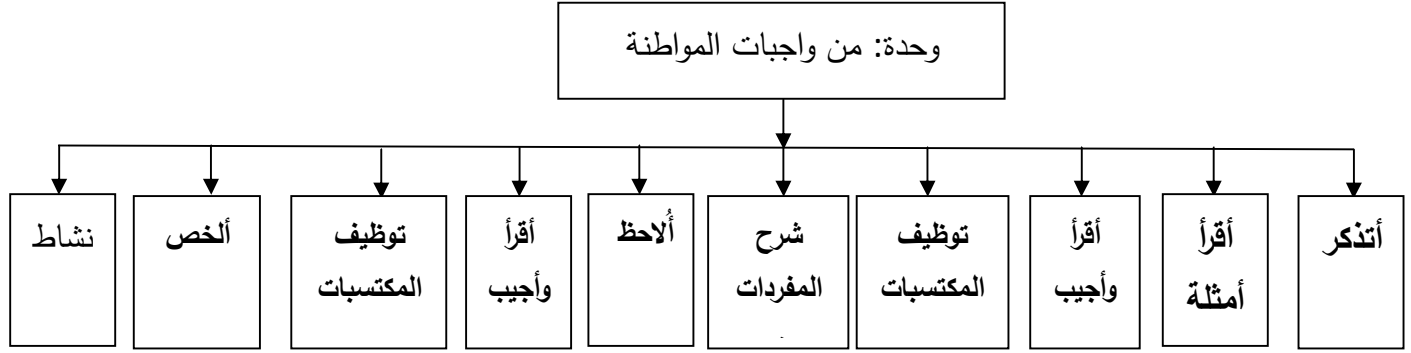 وحدة: من واجبات المواطنة
أتذكر
أقرأ
أمثلة
أقرأ
وأجيب
توظيف
المكتسبات
شرح
المفردات
.
أُلاحظ
أقرأ
وأجيب
توظيف
المكتسبات
ألخص
نشاط